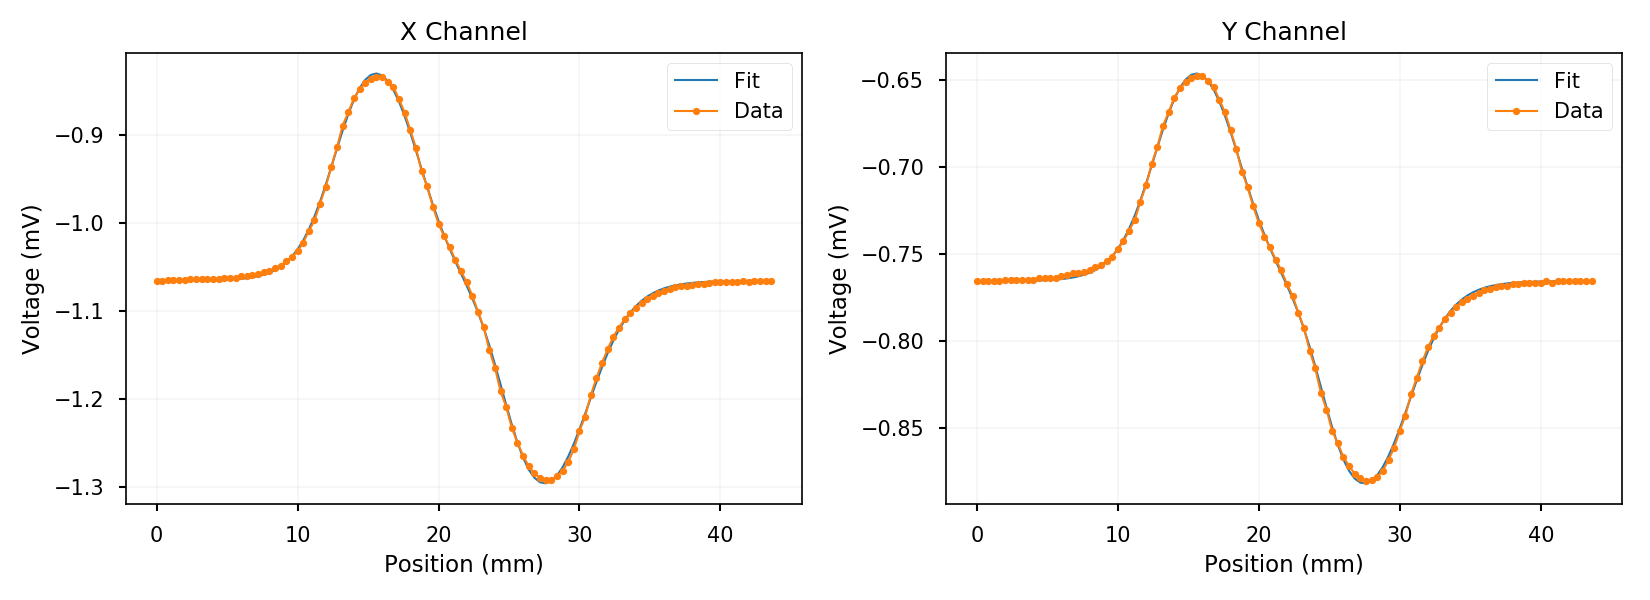 X Channel
Fit
Data
−0.9
−1.0
−1.1
−1.2
−1.3
Voltage (mV)
0 10 20 30 40
Position (mm)
Y Channel
Fit
Data
−0.65
−0.70
−0.75
−0.80
−0.85
Voltage (mV)
0 10 20 30 40
Position (mm)